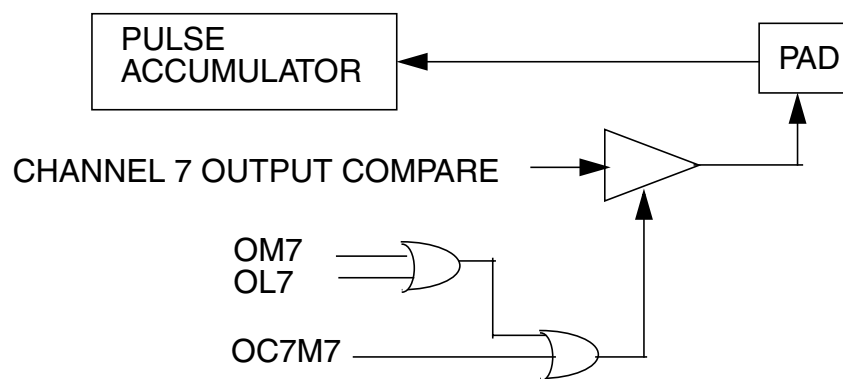 PULSE
ACCUMULATOR
PAD
CHANNEL 7 OUTPUT COMPARE
OM7
OL7
OC7M7